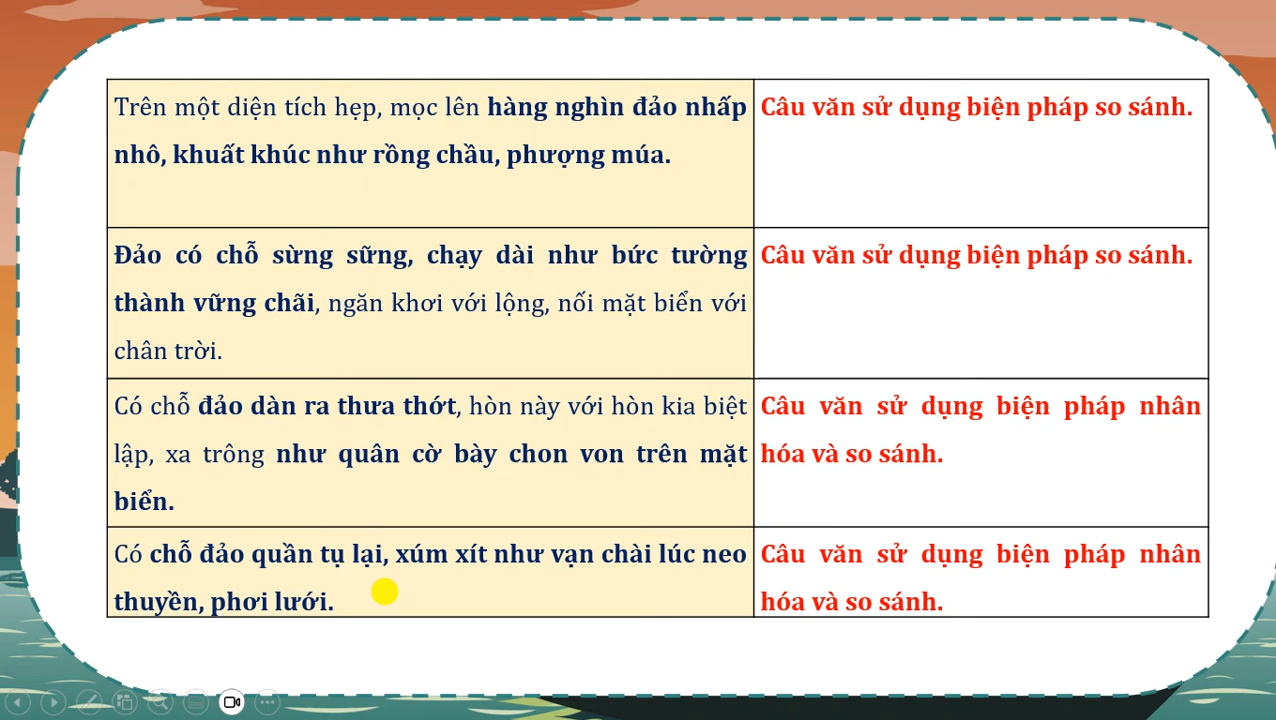 Trên một diện tích hẹp, mọc lên hàng nghìn đảo nhấp
nhô, khuất khúc như rồng chầu, phượng múa.
Câu văn sử dụng biện pháp so sánh.
Đảo có chỗ sừng sững, chạy dài như bức tường
thành vững chãi, ngăn khơi với lộng, nối mặt biển với
chân trời.
Câu văn sử dụng biện pháp so sánh.
Có chỗ đảo dàn ra thưa thớt, hòn này với hòn kia biệt
lập, xa trông như quân cờ bày chon von trên mặt
biển.
Câu văn sử dụng biện pháp nhân
hóa và so sánh.
Có chỗ đảo quần tụ lại, xúm xít như vạn chài lúc neo
thuyền, phơi lưới.
Câu văn sử dụng biện pháp nhân
hóa và so sánh.